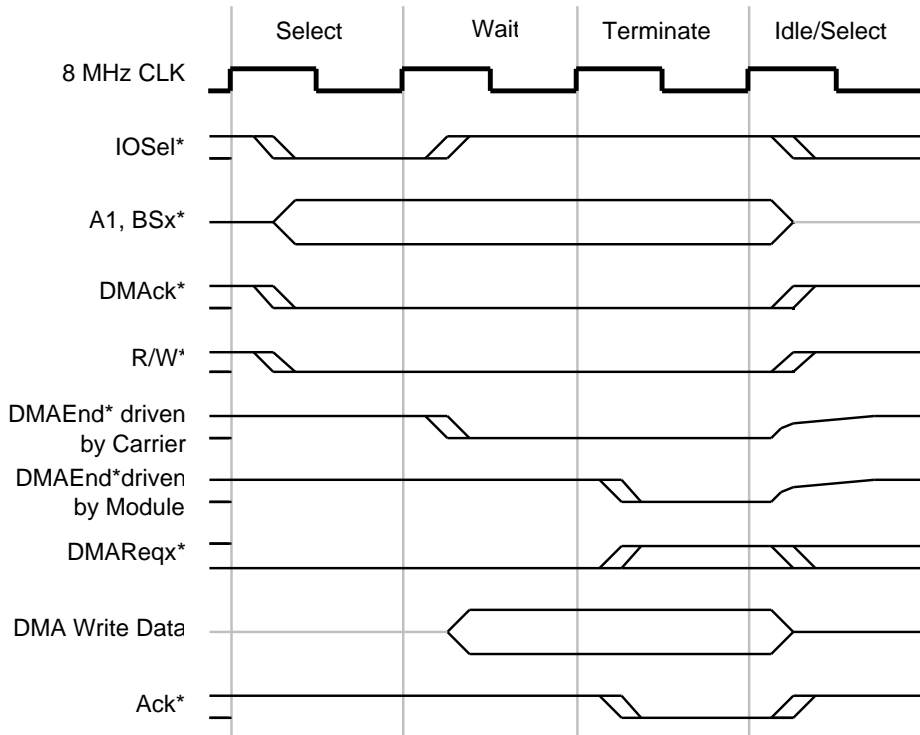 Select Wait Terminate Idle/Select
8 MHz CLK
IOSel*
A1, BSx*
DMAck*
R/W*
DMAEnd* driven
by Carrier
DMAEnd*driven
by Module
DMAReqx*
DMA Write Data
Ack*